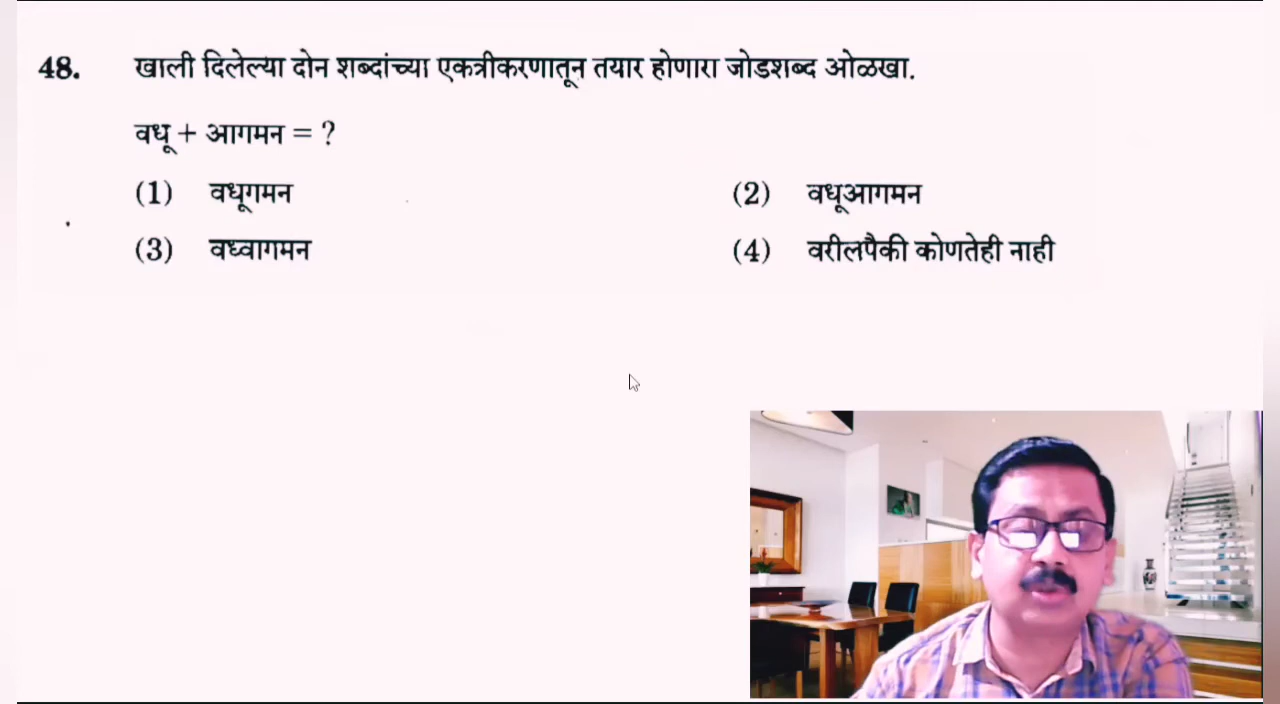 48. खाली दिलेल्या दोन शब्दांच्या एकत्रीकरणातून तयार होणारा जोडशब्द ओळखा.
वधू + आगमन = ?
(1) वधूगमन (2) वधूआगमन
(3) वध्वागमन (4) वरीलपैकी कोणतेही नाही